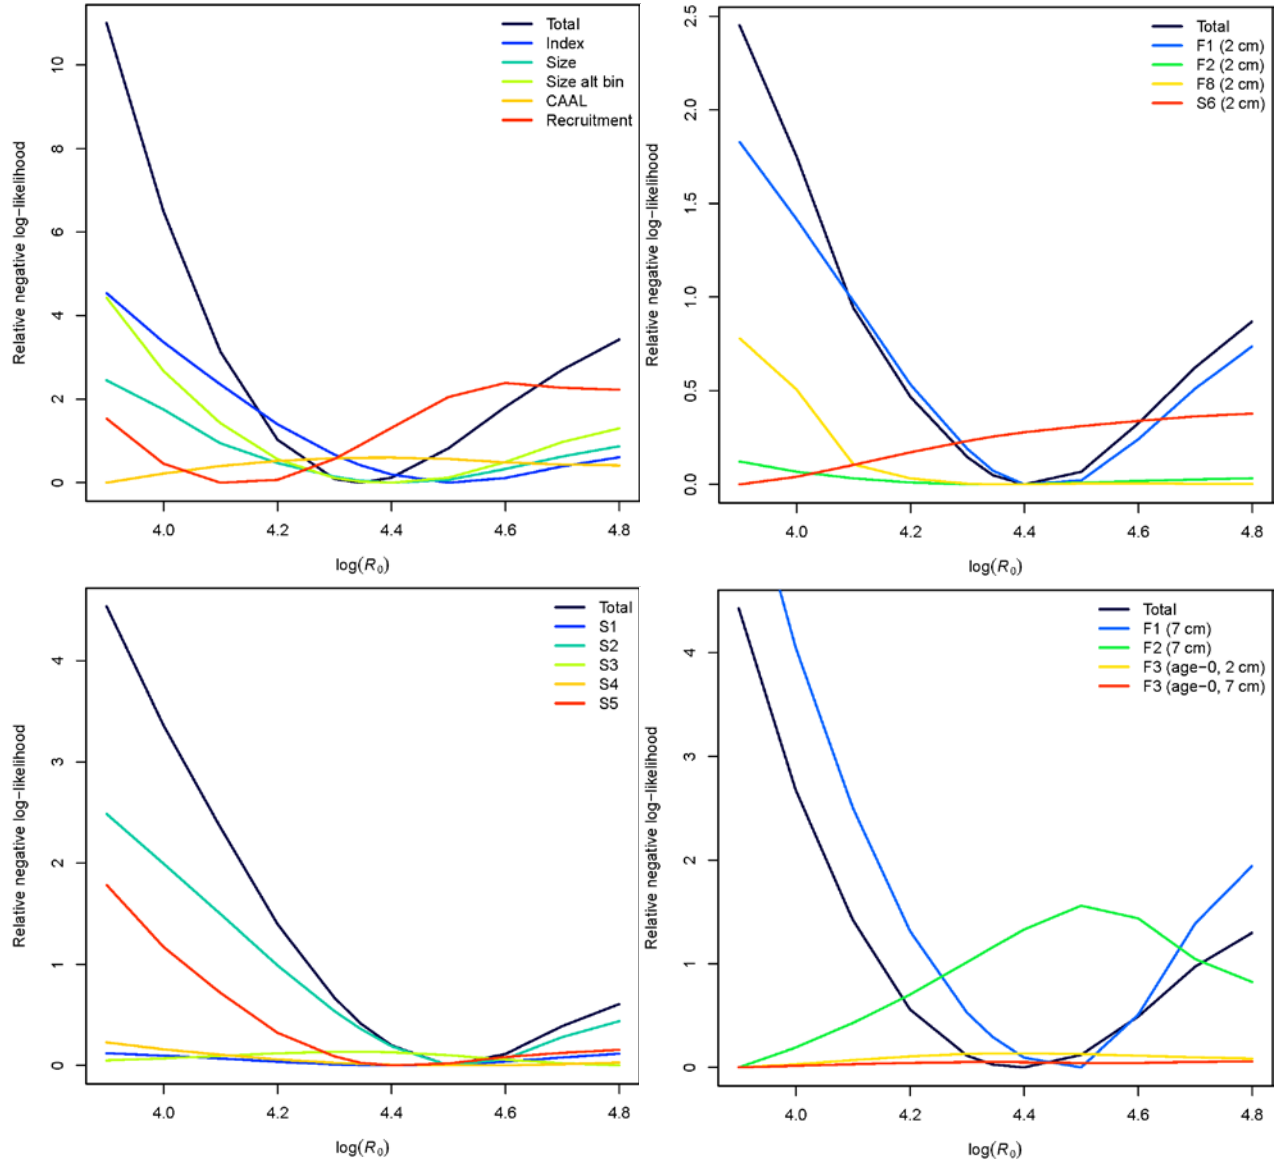 Relative negative log−likelihood
10
8
6
4
2
0
Total
Index
Size
Size alt bin
CAAL
Recruitment
4.0 4.2 4.4 4.6 4.8
log(R₀)
Relative negative log−likelihood
2.5
2.0
1.5
1.0
0.5
0.0
Total
F1 (2 cm)
F2 (2 cm)
F8 (2 cm)
S6 (2 cm)
4.0 4.2 4.4 4.6 4.8
log(R₀)
Relative negative log−likelihood
4
3
2
1
0
Total
S1
S2
S3
S4
S5
4.0 4.2 4.4 4.6 4.8
log(R₀)
Relative negative log−likelihood
4
3
2
1
0
Total
F1 (7 cm)
F2 (7 cm)
F3 (age−0, 2 cm)
F3 (age−0, 7 cm)
4.0 4.2 4.4 4.6 4.8
log(R₀)